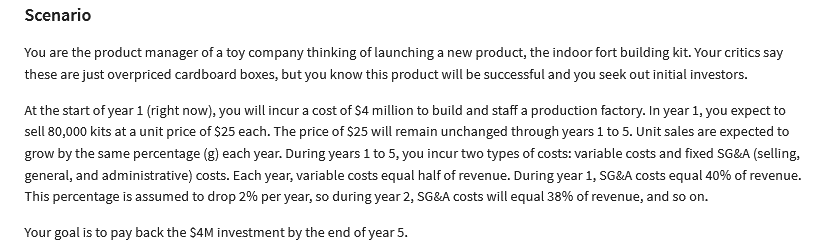 Scenario
You are the product manager of a toy company thinking of launching a new product, the indoor fort building kit. Your critics say
these are just overpriced cardboard boxes, but you know this product will be successful and you seek out initial investors.
At the start of year 1 (right now), you will incur a cost of $4 million to build and staff a production factory. In year 1, you expect to
sell 80,000 kits at a unit price of $25 each. The price of $25 will remain unchanged through years 1 to 5. Unit sales are expected to
grow by the same percentage (g) each year. During years 1 to 5, you incur two types of costs: variable costs and fixed SG&A (selling,
general, and administrative) costs. Each year, variable costs equal half of revenue. During year 1, SG&A costs equal 40% of revenue.
This percentage is assumed to drop 2% per year, so during year 2, SG&A costs will equal 38% of revenue, and so on.
Your goal is to pay back the $4M investment by the end of year 5.